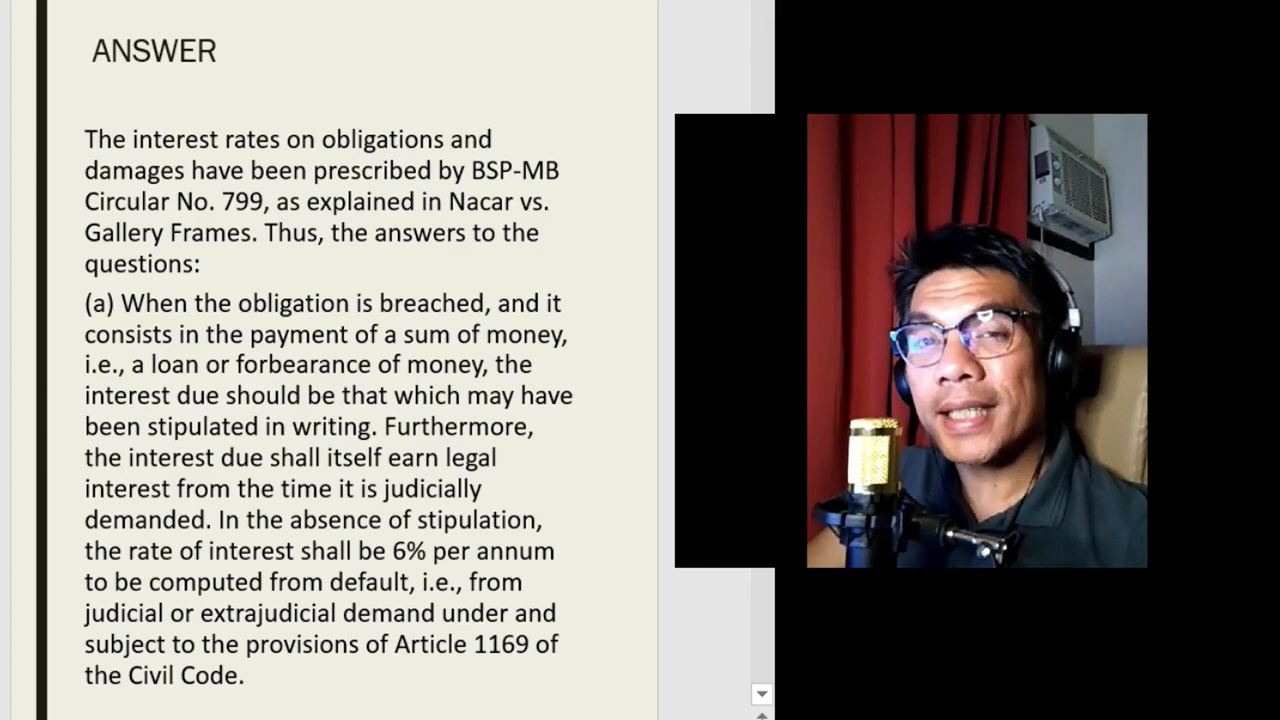 ANSWER
The interest rates on obligations and
damages have been prescribed by BSP-MB
Circular No. 799, as explained in Nacar vs.
Gallery Frames. Thus, the answers to the
questions:
(a) When the obligation is breached, and it
consists in the payment of a sum of money,
i.e., a loan or forbearance of money, the
interest due should be that which may have
been stipulated in writing. Furthermore,
the interest due shall itself earn legal
interest from the time it is judicially
demanded. In the absence of stipulation,
the rate of interest shall be 6% per annum
to be computed from default, i.e., from
judicial or extrajudicial demand under and
subject to the provisions of Article 1169 of
the Civil Code.